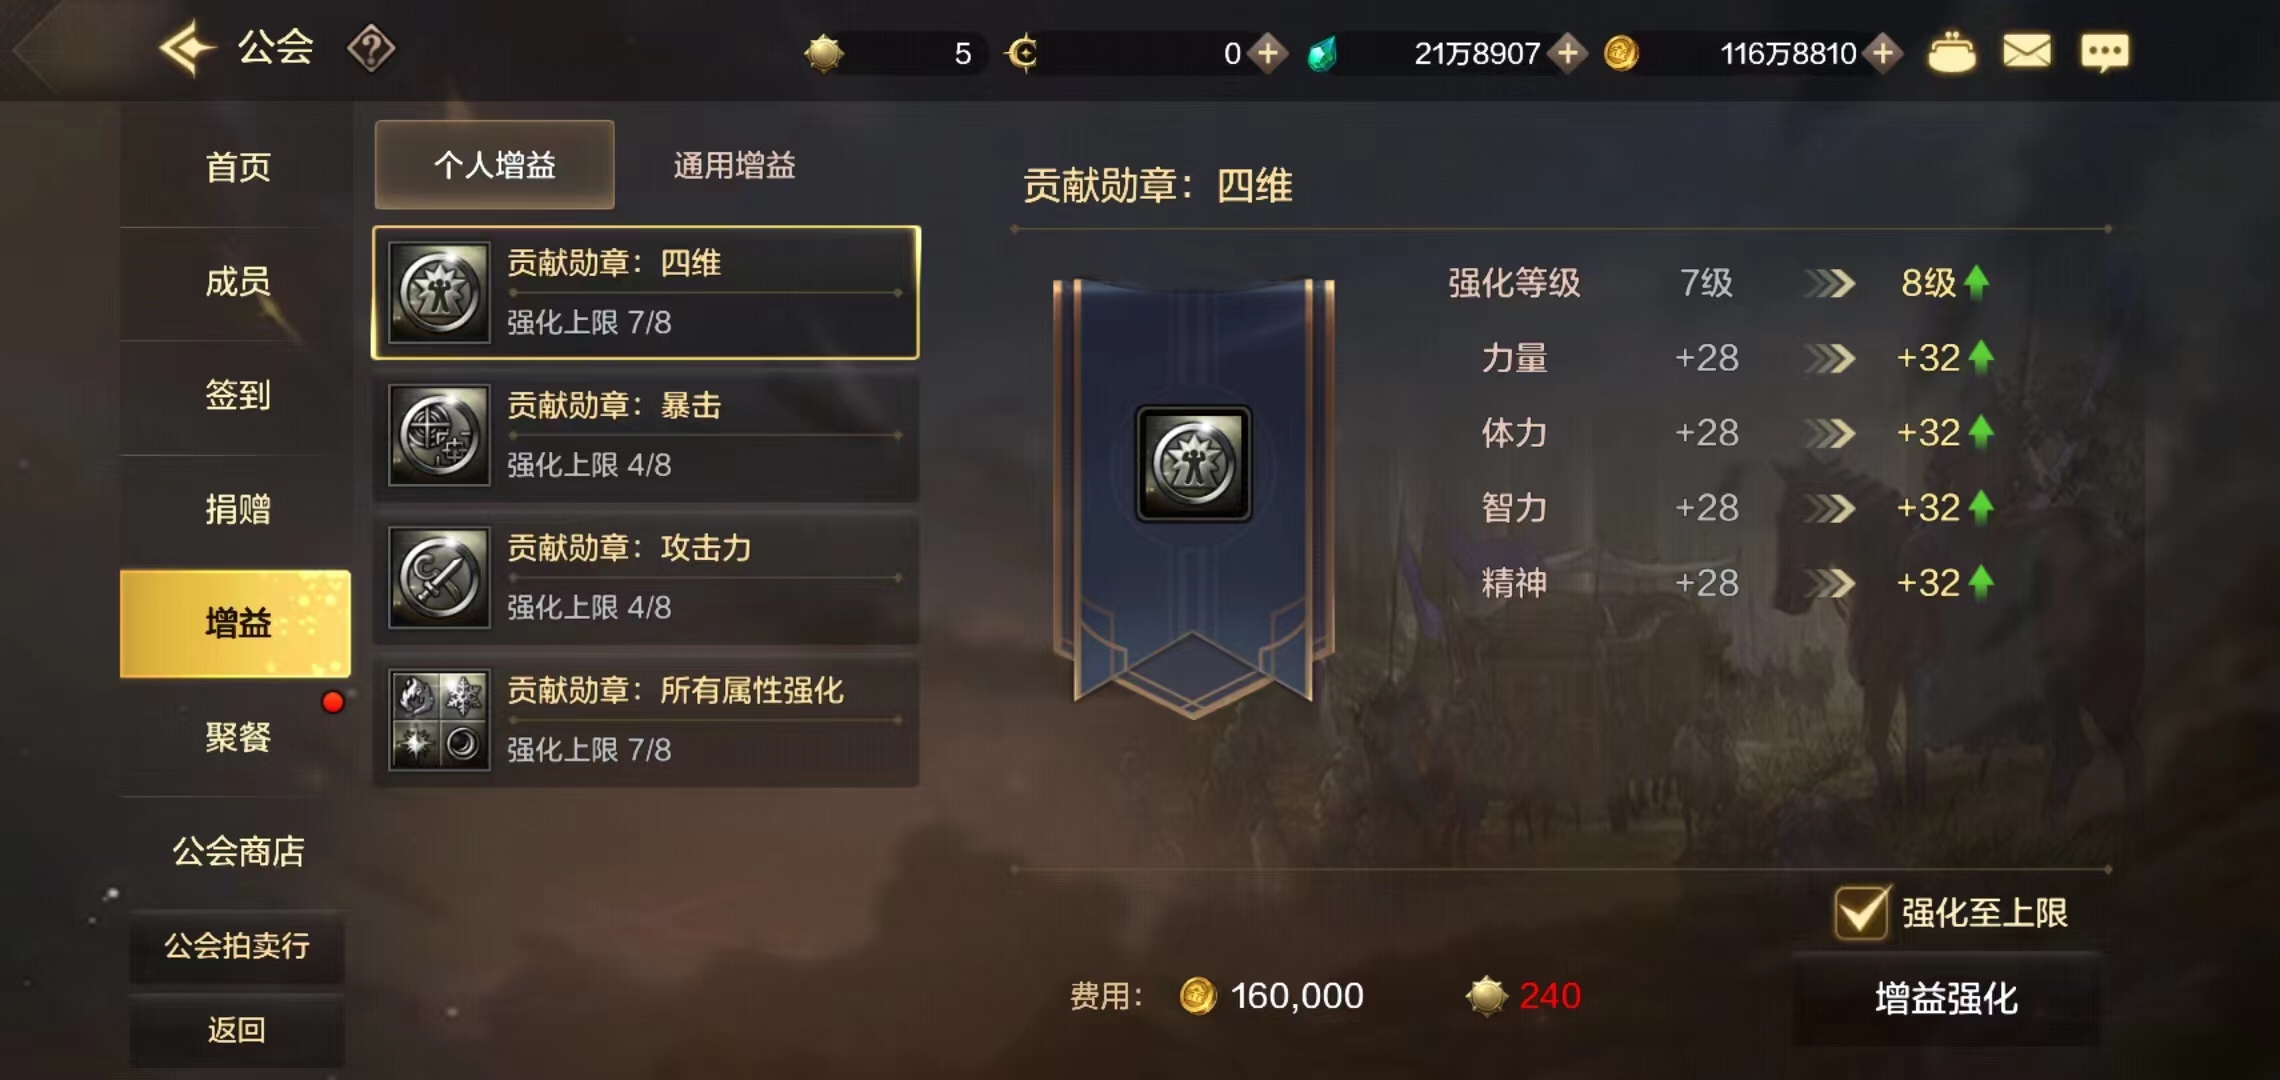 公会
5
0
21万8907
116万8810
首页
成员
签到
捐赠
增益
聚餐
公会商店
公会拍卖行
返回
个人增益
通用增益
贡献勋章：四维
强化上限 7/8
贡献勋章：暴击
强化上限 4/8
贡献勋章：攻击力
强化上限 4/8
贡献勋章：所有属性强化
强化上限 7/8
贡献勋章：四维
强化等级 7级 8级
力量 +28 +32
体力 +28 +32
智力 +28 +32
精神 +28 +32
强化至上限
费用： 160,000 240
增益强化